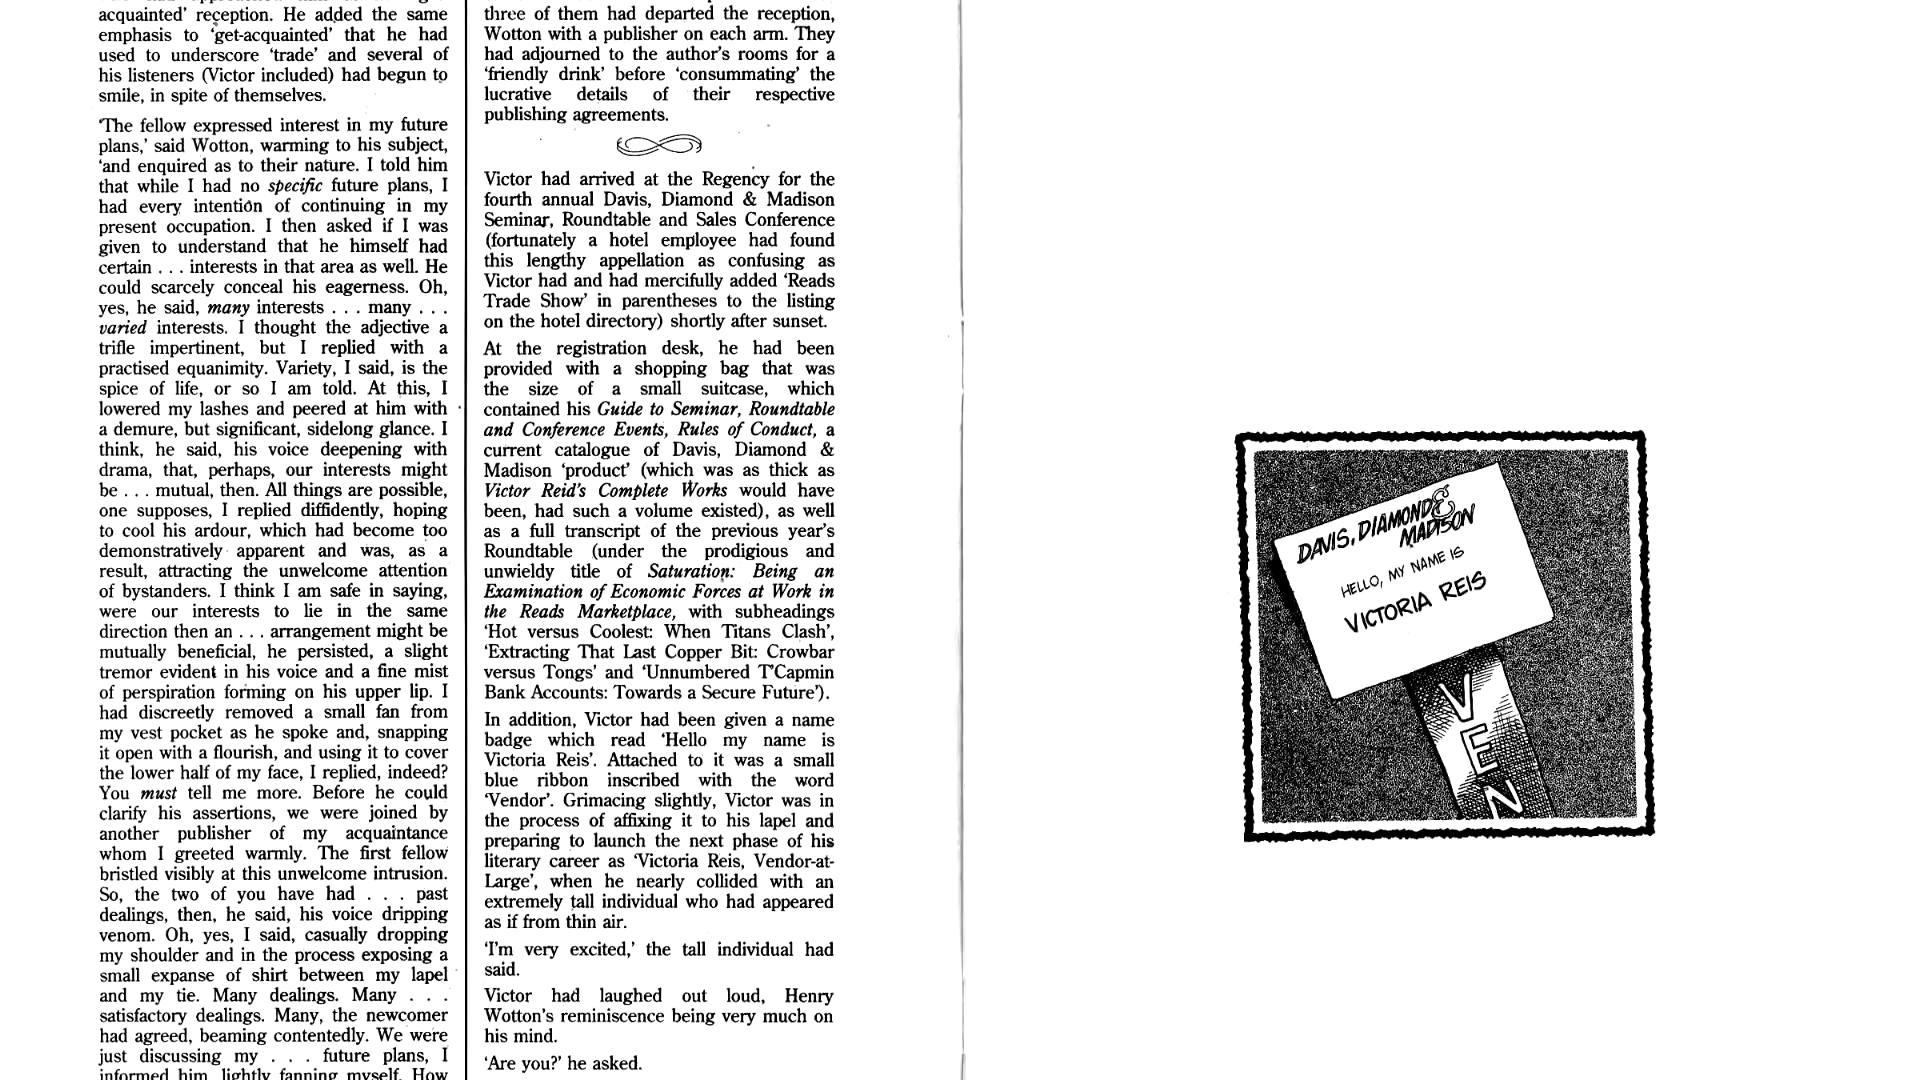 acquainted' reception. He added the same
emphasis to 'get-acquainted' that he had
used to underscore 'trade' and several of
his listeners (Victor included) had begun to
smile, in spite of themselves.
'The fellow expressed interest in my future
plans,' said Wotton, warming to his subject,
'and enquired as to their nature. I told him
that while I had no specific future plans, I
had every intention of continuing in my
present occupation. I then asked if I was
given to understand that he himself had
certain . . . interests in that area as well. He
could scarcely conceal his eagerness. Oh,
yes, he said, many interests . . . many . . .
varied interests. I thought the adjective a
trifle impertinent, but I replied with a
practised equanimity. Variety, I said, is the
spice of life, or so I am told. At this, I
lowered my lashes and peered at him with
a demure, but significant, sidelong glance. I
think, he said, his voice deepening with
drama, that, perhaps, our interests might
be . . . mutual, then. All things are possible,
one supposes, I replied diffidently, hoping
to cool his ardour, which had become too
demonstratively apparent and was, as a
result, attracting the unwelcome attention
of bystanders. I think I am safe in saying,
were our interests to lie in the same
direction then an . . . arrangement might be
mutually beneficial, he persisted, a slight
tremor evident in his voice and a fine mist
of perspiration forming on his upper lip. I
had discreetly removed a small fan from
my vest pocket as he spoke and, snapping
it open with a flourish, and using it to cover
the lower half of my face, I replied, indeed?
You must tell me more. Before he could
clarify his assertions, we were joined by
another publisher of my acquaintance
whom I greeted warmly. The first fellow
bristled visibly at this unwelcome intrusion.
So, the two of you have had . . . past
dealings, then, he said, his voice dripping
venom. Oh, yes, I said, casually dropping
my shoulder and in the process exposing a
small expanse of shirt between my lapel
and my tie. Many dealings. Many . . .
satisfactory dealings. Many, the newcomer
had agreed, beaming contentedly. We were
just discussing my . . . future plans, I
informed him, lightly fanning myself. How
three of them had departed the reception,
Wotton with a publisher on each arm. They
had adjourned to the author's rooms for a
'friendly drink' before 'consummating' the
lucrative details of their respective
publishing agreements.
Victor had arrived at the Regency for the
fourth annual Davis, Diamond & Madison
Seminar, Roundtable and Sales Conference
(fortunately a hotel employee had found
this lengthy appellation as confusing as
Victor had and had mercifully added 'Reads
Trade Show' in parentheses to the listing
on the hotel directory) shortly after sunset.
At the registration desk, he had been
provided with a shopping bag that was
the size of a small suitcase, which
contained his Guide to Seminar, Roundtable
and Conference Events, Rules of Conduct, a
current catalogue of Davis, Diamond &
Madison 'product' (which was as thick as
Victor Reid's Complete Works would have
been, had such a volume existed), as well
as a full transcript of the previous year's
Roundtable (under the prodigious and
unwieldy title of Saturation: Being an
Examination of Economic Forces at Work in
the Reads Marketplace, with subheadings
'Hot versus Coolest: When Titans Clash',
'Extracting That Last Copper Bit: Crowbar
versus Tongs' and 'Unnumbered T'Capmin
Bank Accounts: Towards a Secure Future').
In addition, Victor had been given a name
badge which read 'Hello my name is
Victoria Reis'. Attached to it was a small
blue ribbon inscribed with the word
'Vendor'. Grimacing slightly, Victor was in
the process of affixing it to his lapel and
preparing to launch the next phase of his
literary career as 'Victoria Reis, Vendor-at-
Large', when he nearly collided with an
extremely tall individual who had appeared
as if from thin air.
'I'm very excited,' the tall individual had
said.
Victor had laughed out loud, Henry
Wotton's reminiscence being very much on
his mind.
'Are you?' he asked.
DAVIS, DIAMOND &
MADISON
HELLO, MY NAME IS
VICTORIA REIS
VEN